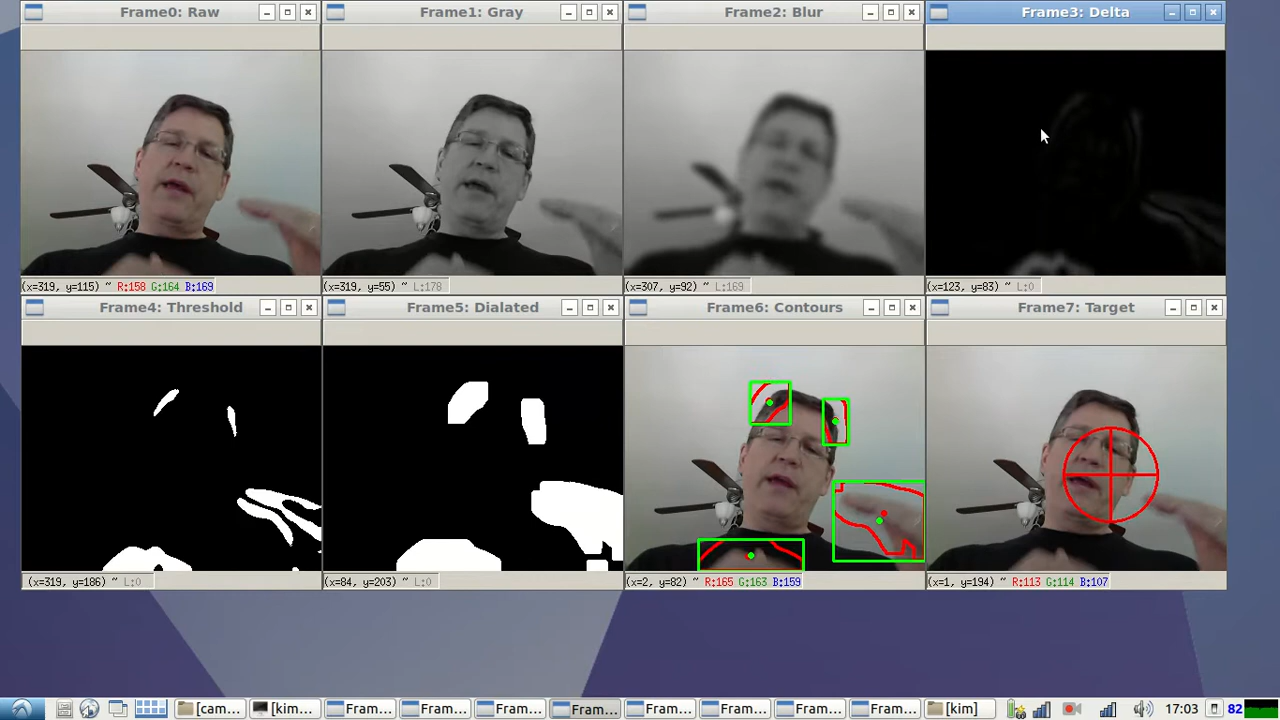 Frame0: Raw
Frame1: Gray
Frame2: Blur
Frame3: Delta
(x=319, y=115) ~ R:158 G:164 B:169
(x=319, y=55) ~ L:178
(x=307, y=92) ~ L:169
(x=123, y=83) ~ L:0
Frame4: Threshold
Frame5: Dialated
Frame6: Contours
Frame7: Target
(x=319, y=186) ~ L:0
(x=84, y=203) ~ L:0
(x=2, y=82) ~ R:165 G:163 B:159
(x=1, y=194) ~ R:113 G:114 B:107
[cam...
[kim...
Fram...
Fram...
Fram...
Fram...
Fram...
Fram...
Fram...
Fram...
[kim]
17:03
82